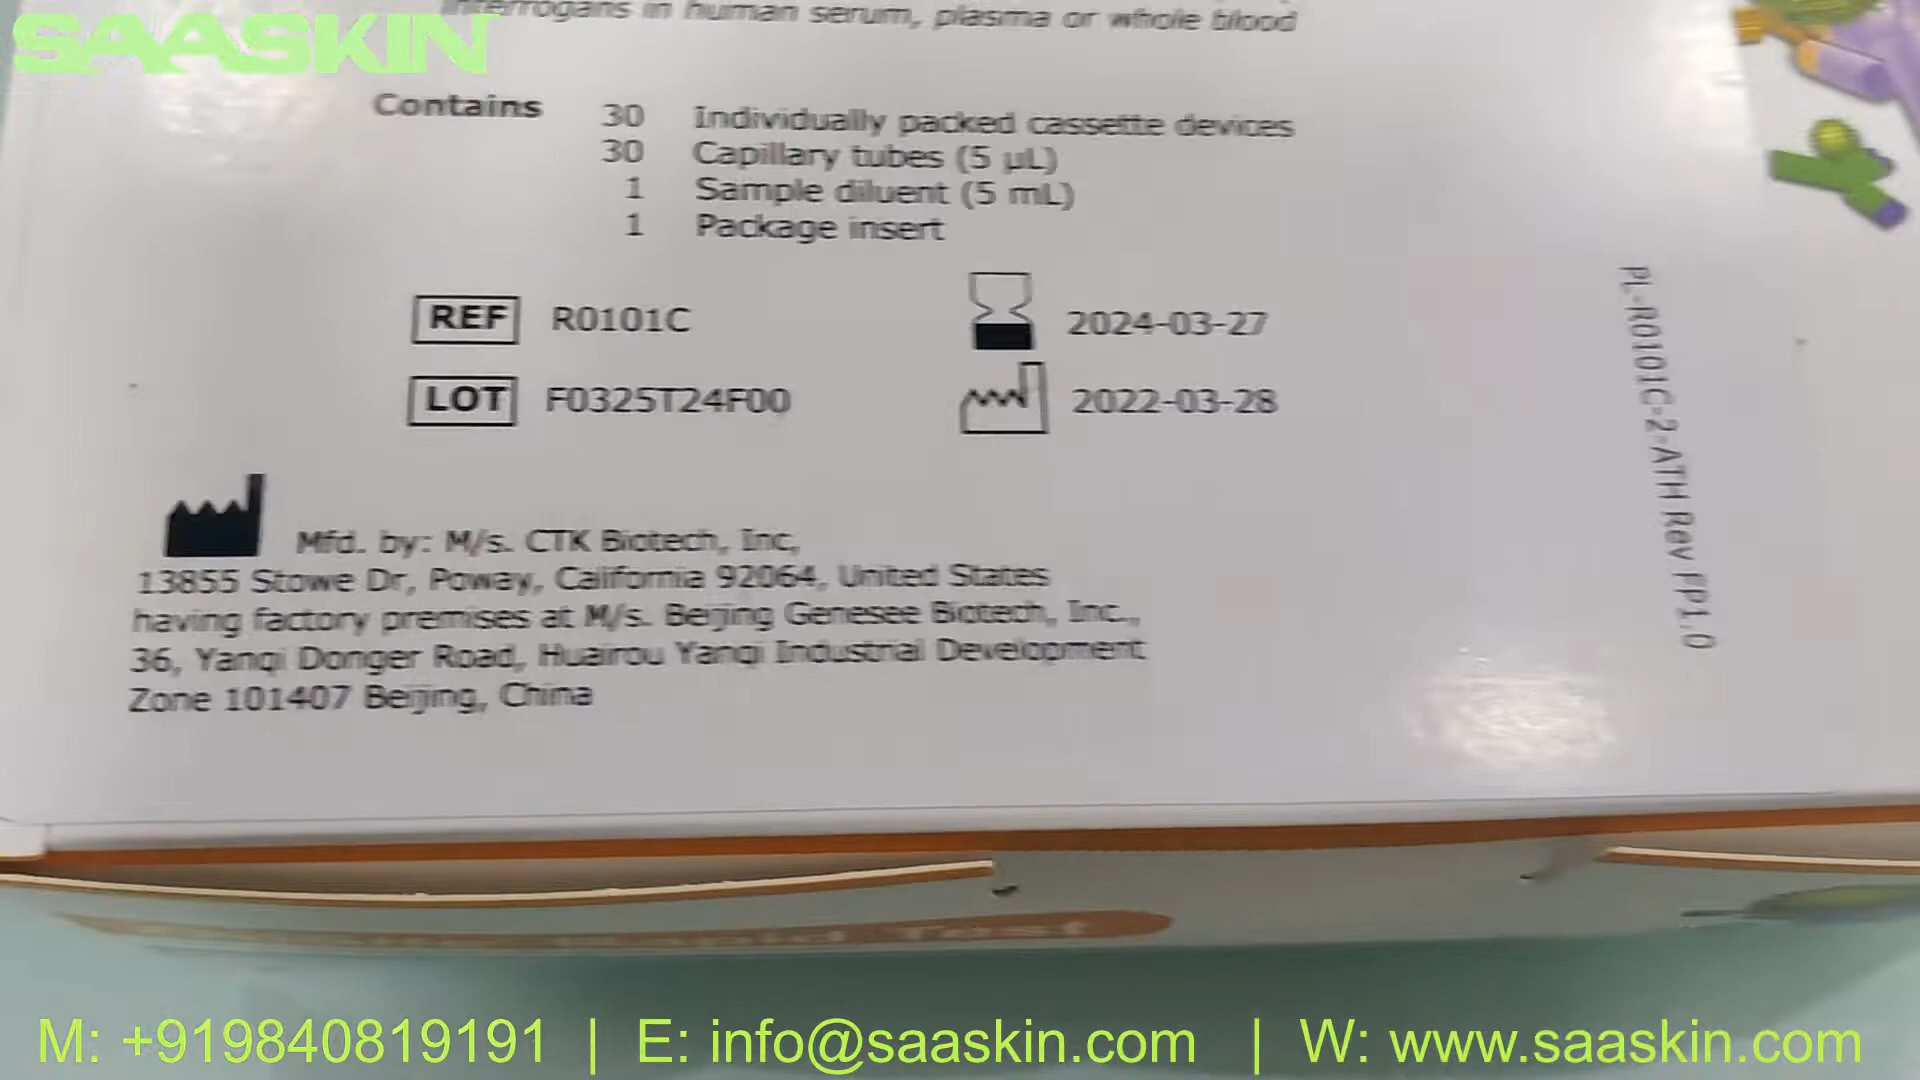 SAASKIN
interrogans in human serum, plasma or whole blood
Contains
30 Individually packed cassette devices
30 Capillary tubes (5 µL)
1 Sample diluent (5 mL)
1 Package insert
REF R0101C 2024-03-27
LOT F0325T24F00 2022-03-28
PL-R0101C-2-ATH Rev FP1.0
Mfd. by: M/s. CTK Biotech, Inc,
13855 Stowe Dr, Poway, California 92064, United States
having factory premises at M/s. Beijing Genesee Biotech, Inc.,
36, Yanqi Donger Road, Huairou Yanqi Industrial Development
Zone 101407 Beijing, China
Rapid Test
M: +919840819191 | E: info@saaskin.com | W: www.saaskin.com